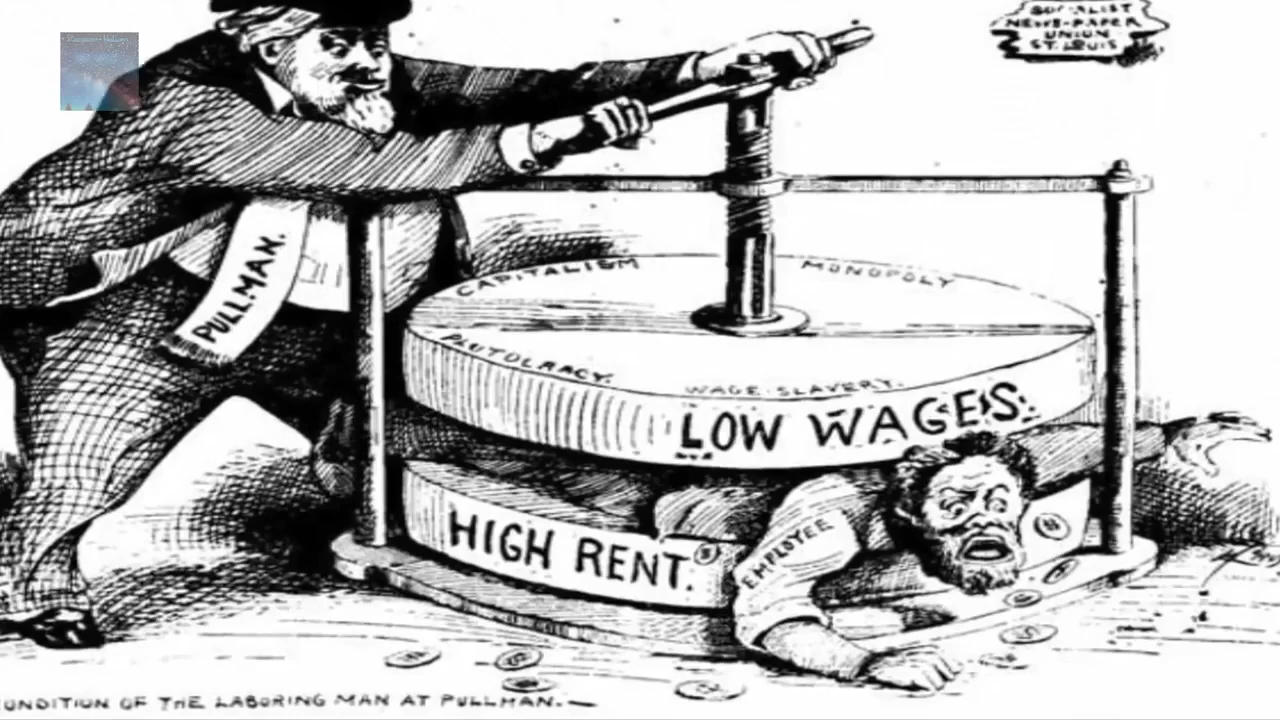 SOCIALIST
NEWS-PAPER
UNION
ST. LOUIS
PULLMAN.
CAPITALISM
MONOPOLY
PLUTOCRACY.
WAGE-SLAVERY.
LOW WAGES.
HIGH RENT.
EMPLOYEE
ONDITION OF THE LABORING MAN AT PULLMAN.